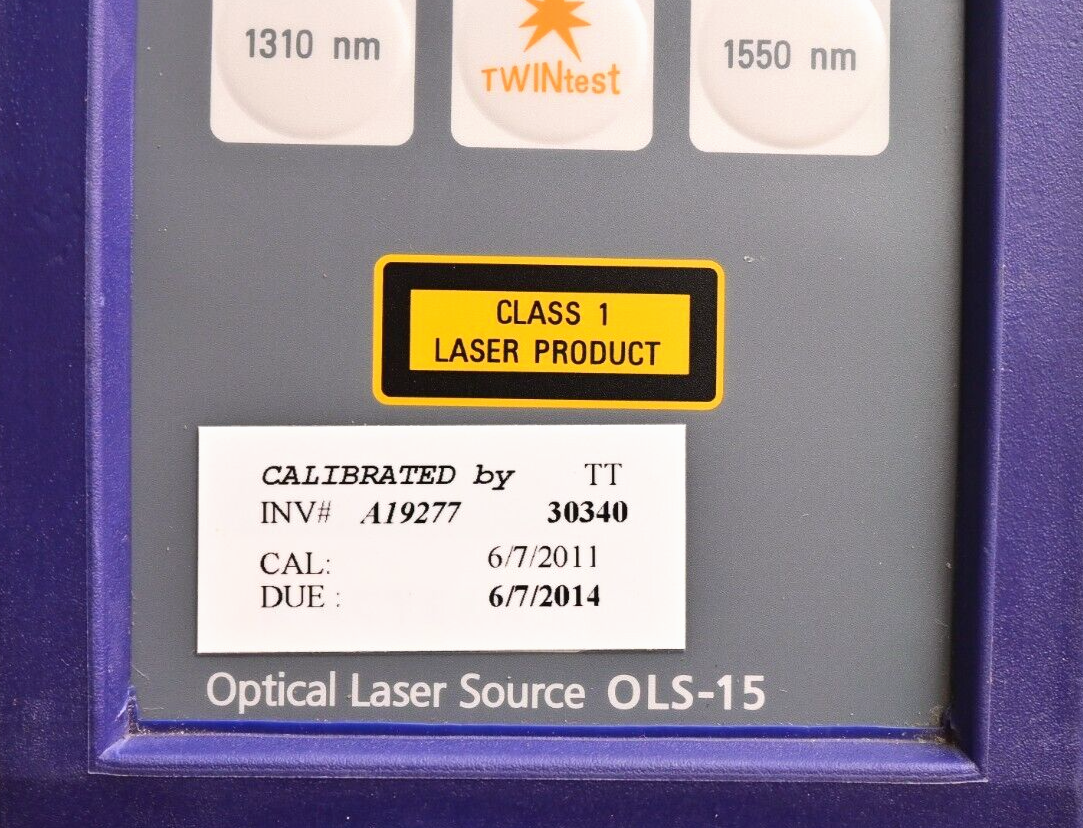 1310 nm
TWINtest
1550 nm
CLASS 1
LASER PRODUCT
CALIBRATED by TT
INV# A19277 30340
CAL: 6/7/2011
DUE : 6/7/2014
Optical Laser Source OLS-15